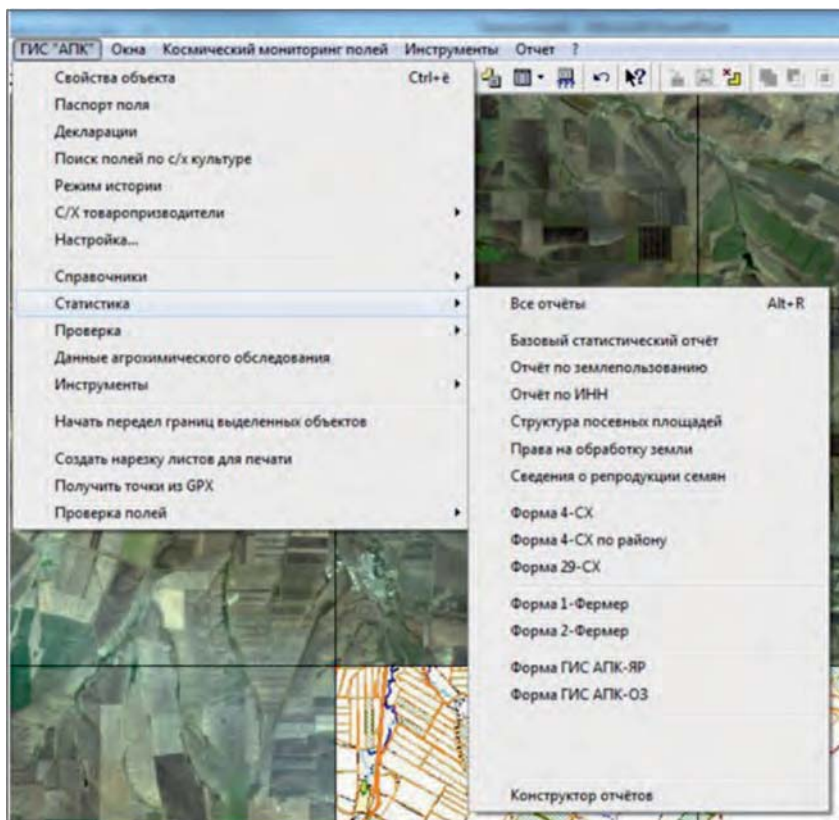 ГИС "АПК" Окна Космический мониторинг полей Инструменты Отчет ?
Свойства объекта Ctrl+ё
Паспорт поля
Декларации
Поиск полей по с/х культуре
Режим истории
С/Х товаропризводители
Настройка...
Справочники
Статистика
Проверка
Данные агрохимического обследования
Инструменты
Начать передел границ выделенных объектов
Создать нарезку листов для печати
Получить точки из GPX
Проверка полей
Все отчёты Alt+R
Базовый статистический отчёт
Отчёт по землепользованию
Отчёт по ИНН
Структура посевных площадей
Права на обработку земли
Сведения о репродукции семян
Форма 4-СХ
Форма 4-СХ по району
Форма 29-СХ
Форма 1-Фермер
Форма 2-Фермер
Форма ГИС АПК-ЯР
Форма ГИС АПК-ОЗ
Конструктор отчётов